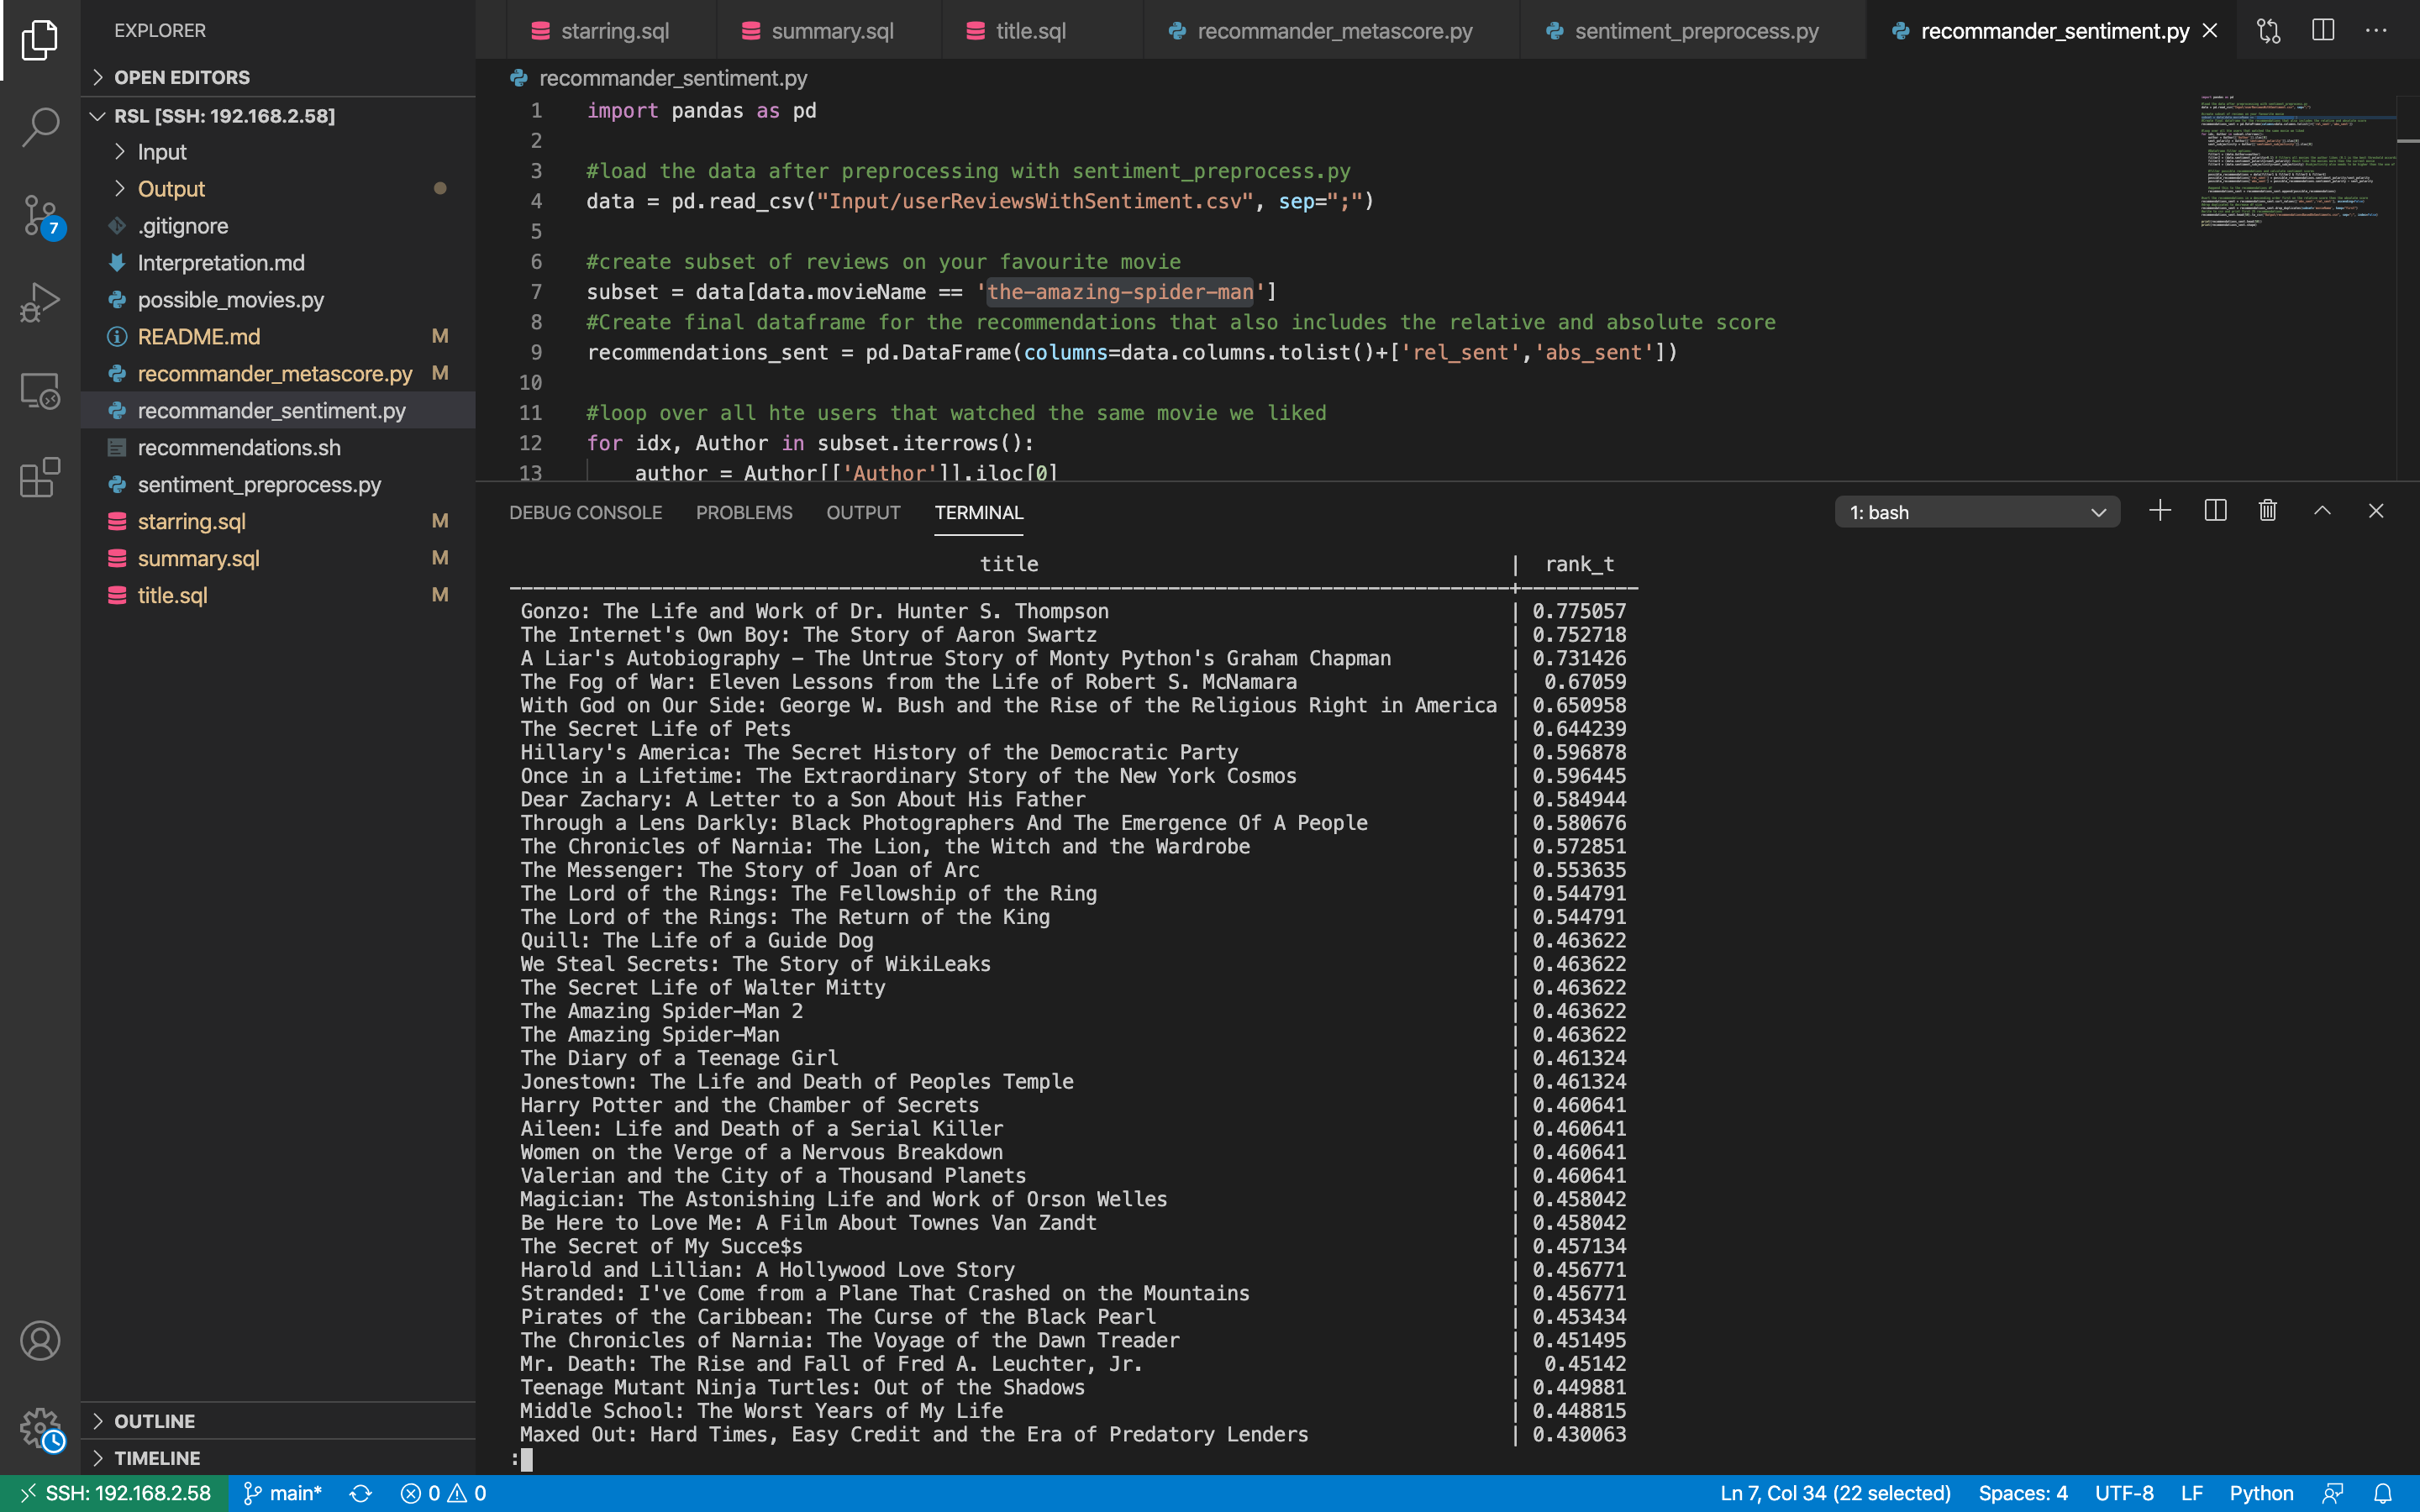 EXPLORER
OPEN EDITORS
RSL [SSH: 192.168.2.58]
Input
Output
.gitignore
Interpretation.md
possible_movies.py
README.md M
recommander_metascore.py M
recommander_sentiment.py
recommendations.sh
sentiment_preprocess.py
starring.sql M
summary.sql M
title.sql M
OUTLINE
TIMELINE
7
starring.sql summary.sql title.sql recommander_metascore.py sentiment_preprocess.py recommander_sentiment.py
recommander_sentiment.py
1 import pandas as pd
2
3 #load the data after preprocessing with sentiment_preprocess.py
4 data = pd.read_csv("Input/userReviewsWithSentiment.csv", sep=";")
5
6 #create subset of reviews on your favourite movie
7 subset = data[data.movieName == 'the-amazing-spider-man']
8 #Create final dataframe for the recommendations that also includes the relative and absolute score
9 recommendations_sent = pd.DataFrame(columns=data.columns.tolist()+['rel_sent','abs_sent'])
10
11 #loop over all hte users that watched the same movie we liked
12 for idx, Author in subset.iterrows():
13 author = Author[['Author']].iloc[0]
DEBUG CONSOLE PROBLEMS OUTPUT TERMINAL 1: bash
title | rank_t
Gonzo: The Life and Work of Dr. Hunter S. Thompson | 0.775057
The Internet's Own Boy: The Story of Aaron Swartz | 0.752718
A Liar's Autobiography – The Untrue Story of Monty Python's Graham Chapman | 0.731426
The Fog of War: Eleven Lessons from the Life of Robert S. McNamara | 0.67059
With God on Our Side: George W. Bush and the Rise of the Religious Right in America | 0.650958
The Secret Life of Pets | 0.644239
Hillary's America: The Secret History of the Democratic Party | 0.596878
Once in a Lifetime: The Extraordinary Story of the New York Cosmos | 0.596445
Dear Zachary: A Letter to a Son About His Father | 0.584944
Through a Lens Darkly: Black Photographers And The Emergence Of A People | 0.580676
The Chronicles of Narnia: The Lion, the Witch and the Wardrobe | 0.572851
The Messenger: The Story of Joan of Arc | 0.553635
The Lord of the Rings: The Fellowship of the Ring | 0.544791
The Lord of the Rings: The Return of the King | 0.544791
Quill: The Life of a Guide Dog | 0.463622
We Steal Secrets: The Story of WikiLeaks | 0.463622
The Secret Life of Walter Mitty | 0.463622
The Amazing Spider-Man 2 | 0.463622
The Amazing Spider-Man | 0.463622
The Diary of a Teenage Girl | 0.461324
Jonestown: The Life and Death of Peoples Temple | 0.461324
Harry Potter and the Chamber of Secrets | 0.460641
Aileen: Life and Death of a Serial Killer | 0.460641
Women on the Verge of a Nervous Breakdown | 0.460641
Valerian and the City of a Thousand Planets | 0.460641
Magician: The Astonishing Life and Work of Orson Welles | 0.458042
Be Here to Love Me: A Film About Townes Van Zandt | 0.458042
The Secret of My Succe$s | 0.457134
Harold and Lillian: A Hollywood Love Story | 0.456771
Stranded: I've Come from a Plane That Crashed on the Mountains | 0.456771
Pirates of the Caribbean: The Curse of the Black Pearl | 0.453434
The Chronicles of Narnia: The Voyage of the Dawn Treader | 0.451495
Mr. Death: The Rise and Fall of Fred A. Leuchter, Jr. | 0.45142
Teenage Mutant Ninja Turtles: Out of the Shadows | 0.449881
Middle School: The Worst Years of My Life | 0.448815
Maxed Out: Hard Times, Easy Credit and the Era of Predatory Lenders | 0.430063
:
SSH: 192.168.2.58 main* 0 0 Ln 7, Col 34 (22 selected) Spaces: 4 UTF-8 LF Python